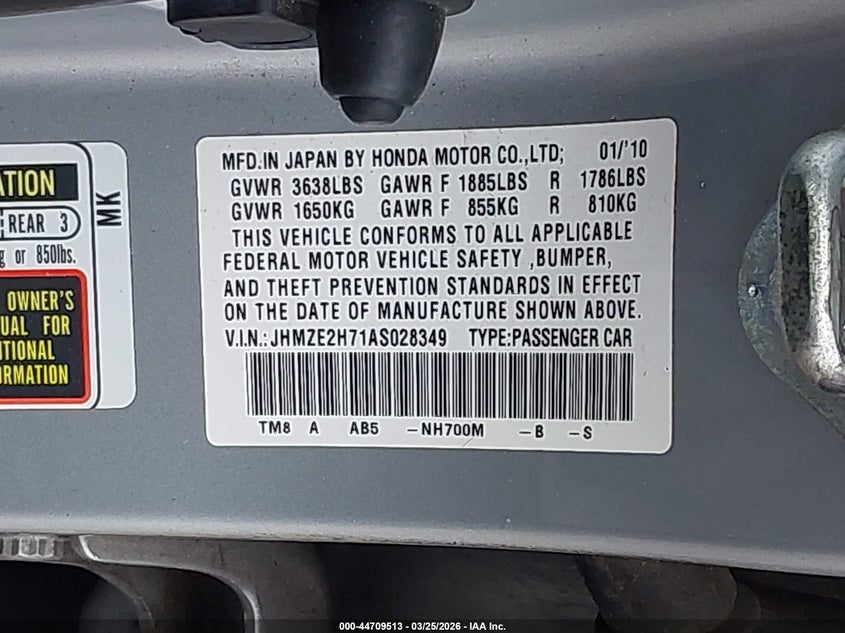 ATION
REAR 3
g or 850lbs.
OWNER'S
UAL FOR
ITIONAL
ORMATION
MK
MFD. IN JAPAN BY HONDA MOTOR CO.,LTD; 01/'10
GVWR 3638LBS GAWR F 1885LBS R 1786LBS
GVWR 1650KG GAWR F 855KG R 810KG
THIS VEHICLE CONFORMS TO ALL APPLICABLE
FEDERAL MOTOR VEHICLE SAFETY ,BUMPER,
AND THEFT PREVENTION STANDARDS IN EFFECT
ON THE DATE OF MANUFACTURE SHOWN ABOVE.
V.I.N.:JHMZE2H71AS028349 TYPE:PASSENGER CAR
TM8 A AB5 -NH700M -B -S
000-44709513 - 03/25/2026 - IAA Inc.